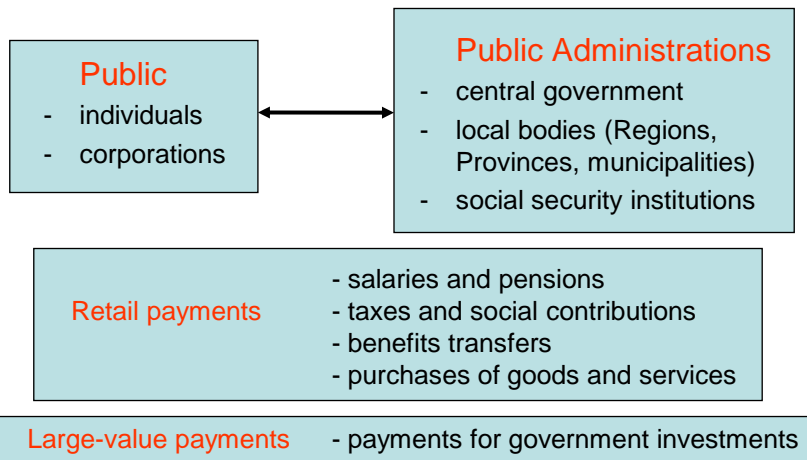 Public
- individuals
- corporations
Public Administrations
- central government
- local bodies (Regions,
Provinces, municipalities)
- social security institutions
Retail payments
- salaries and pensions
- taxes and social contributions
- benefits transfers
- purchases of goods and services
Large-value payments - payments for government investments